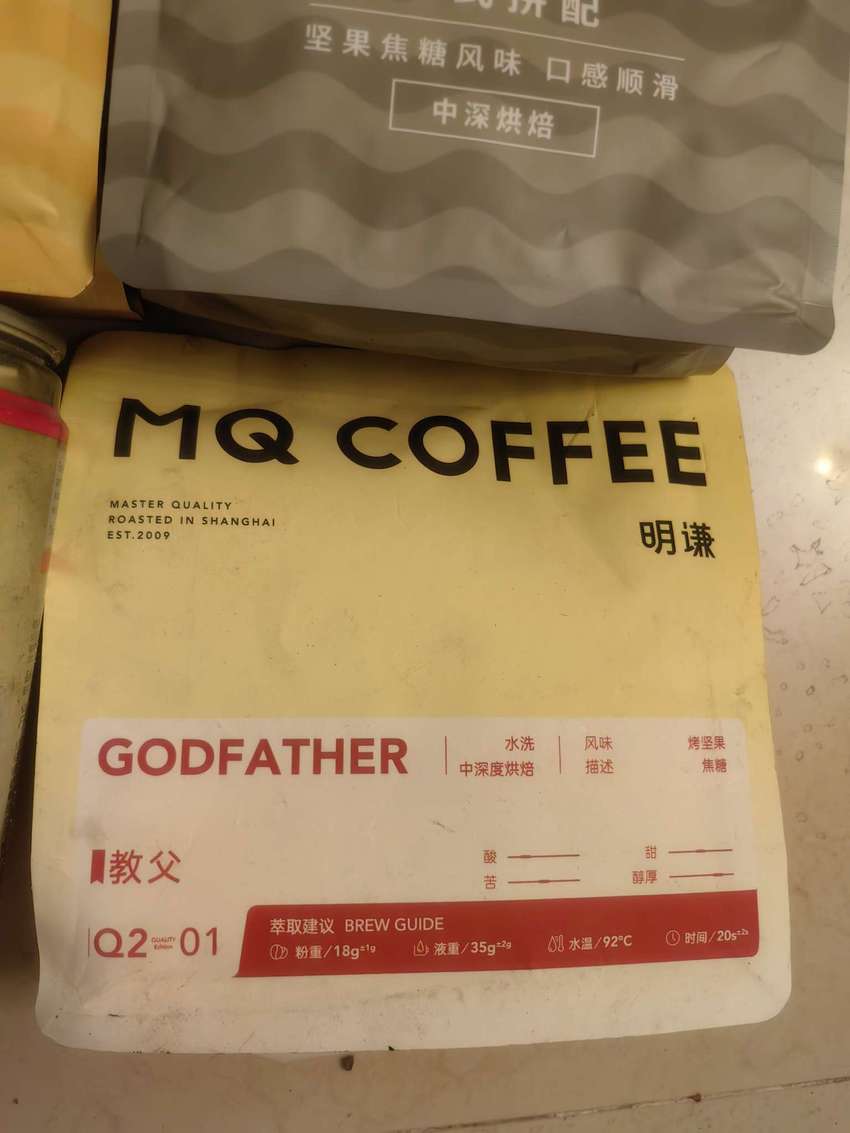 拼配
坚果焦糖风味 口感顺滑
中深烘焙
MQ COFFEE
MASTER QUALITY
ROASTED IN SHANGHAI
EST.2009
明谦
GODFATHER
水洗
中深度烘焙
风味
描述
烤坚果
焦糖
教父
酸
甜
苦
醇厚
Q2 QUALITY Edition 01
萃取建议 BREW GUIDE
粉重/18g±1g
液重/35g±2g
水温/92°C
时间/20s±2s